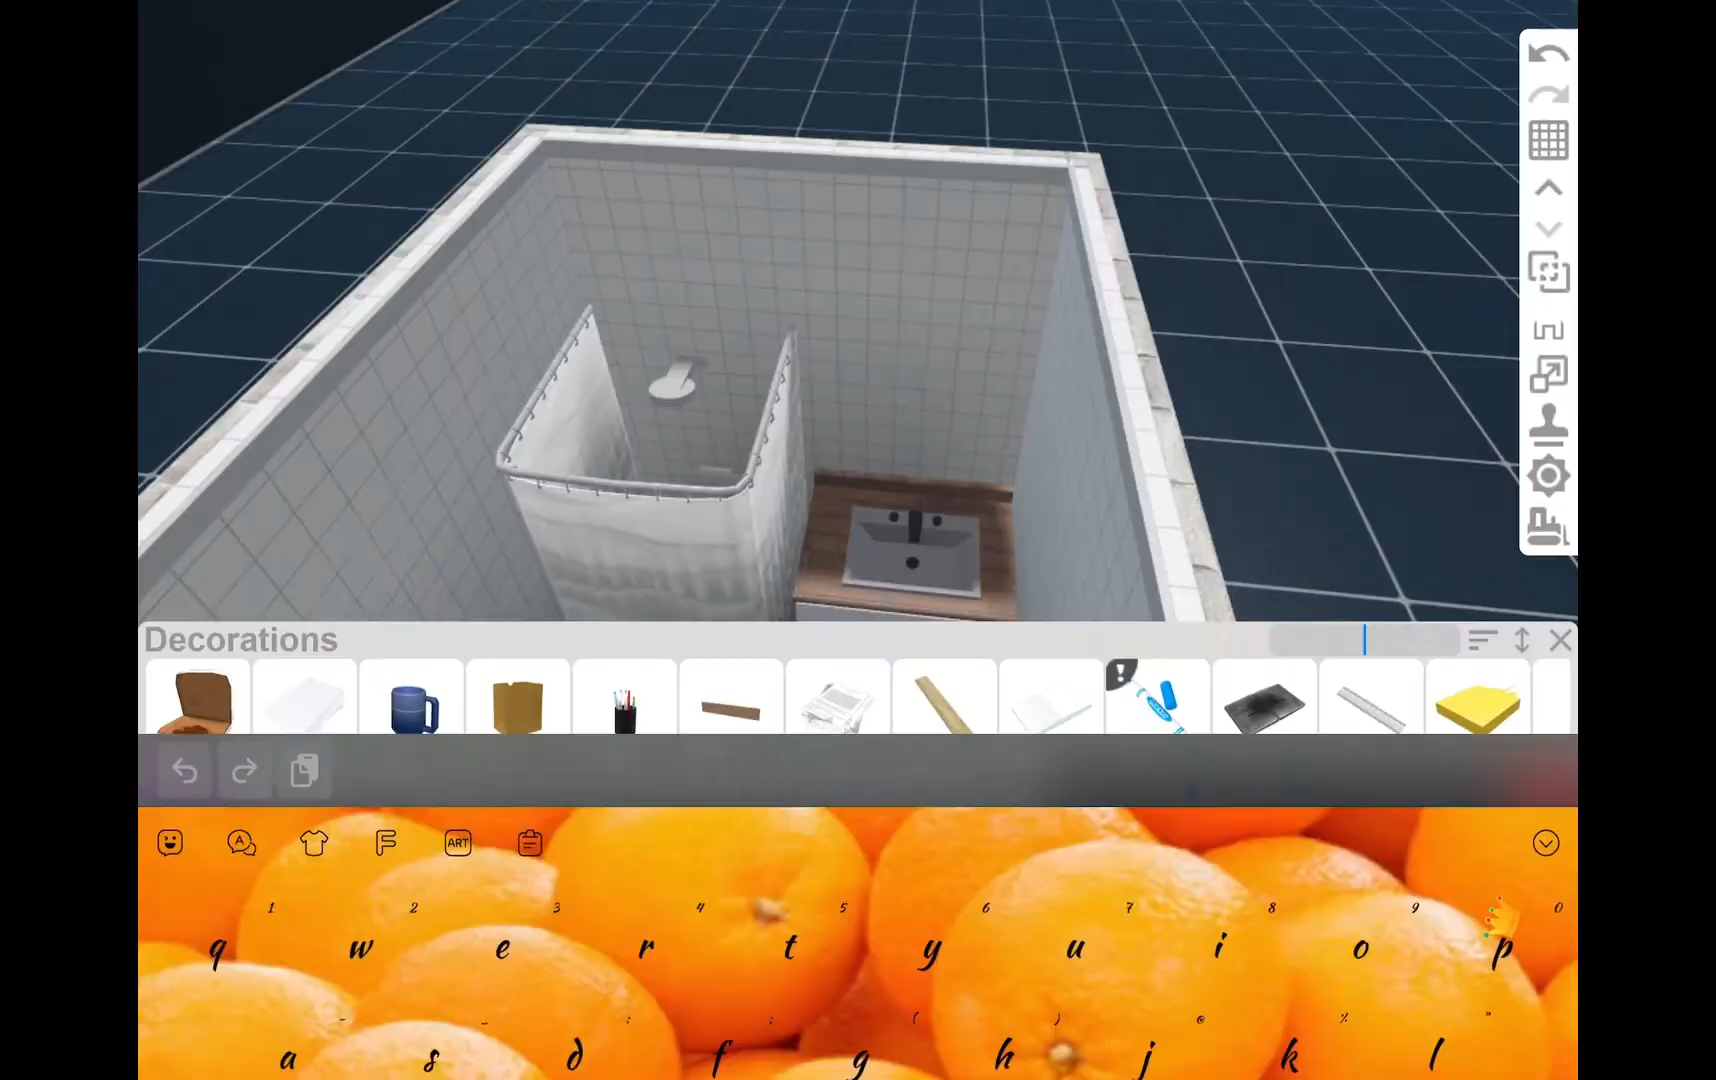 Decorations
ART
1 2 3 4 5 6 7 8 9 0
q w e r t y u i o p
- _ : ; ( ) @ % "
a s d f g h j k l